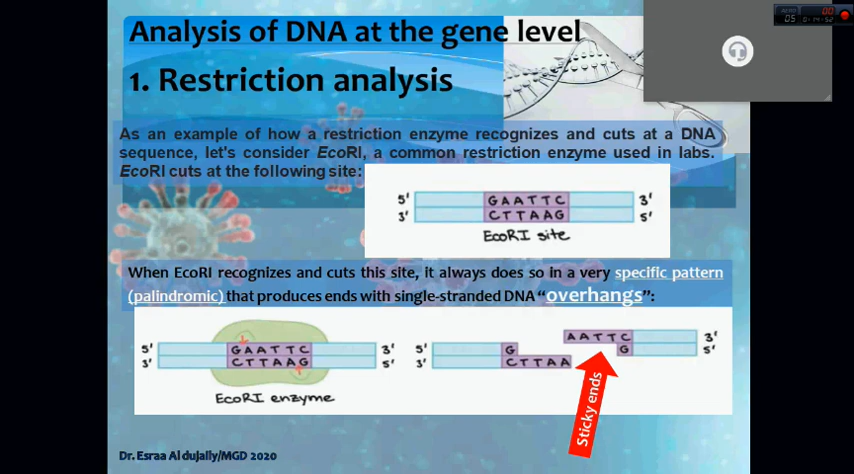 Analysis of DNA at the gene level
1. Restriction analysis
As an example of how a restriction enzyme recognizes and cuts at a DNA
sequence, let's consider EcoRI, a common restriction enzyme used in labs.
EcoRI cuts at the following site:
5' GAATTC 3'
3' CTTAAG 5'
EcoRI site
When EcoRI recognizes and cuts this site, it always does so in a very specific pattern
(palindromic) that produces ends with single-stranded DNA “overhangs”:
5' GAATTC 3'
3' CTTAAG 5'
EcoRI enzyme
5' G
3' CTTAA
AATTC 3'
G 5'
Sticky ends
Dr. Esraa Al dujaily/MGD 2020